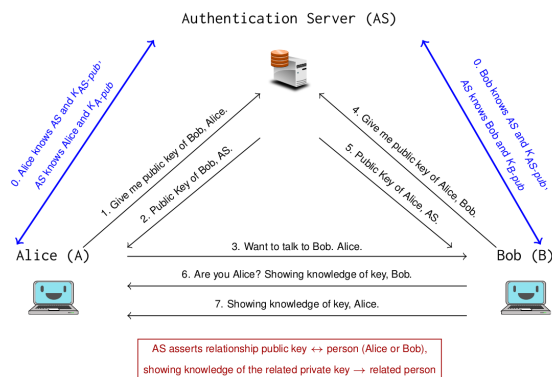 Authentication Server (AS)
0. Alice knows AS and K_AS-pub,
AS knows Alice and K_A-pub
0. Bob knows AS and K_AS-pub,
AS knows Bob and K_B-pub
1. Give me public key of Bob, Alice.
2. Public Key of Bob, AS.
4. Give me public key of Alice, Bob.
5. Public Key of Alice, AS.
Alice (A)
3. Want to talk to Bob. Alice.
Bob (B)
6. Are you Alice? Showing knowledge of key, Bob.
7. Showing knowledge of key, Alice.
AS asserts relationship public key ↔ person (Alice or Bob),
showing knowledge of the related private key → related person